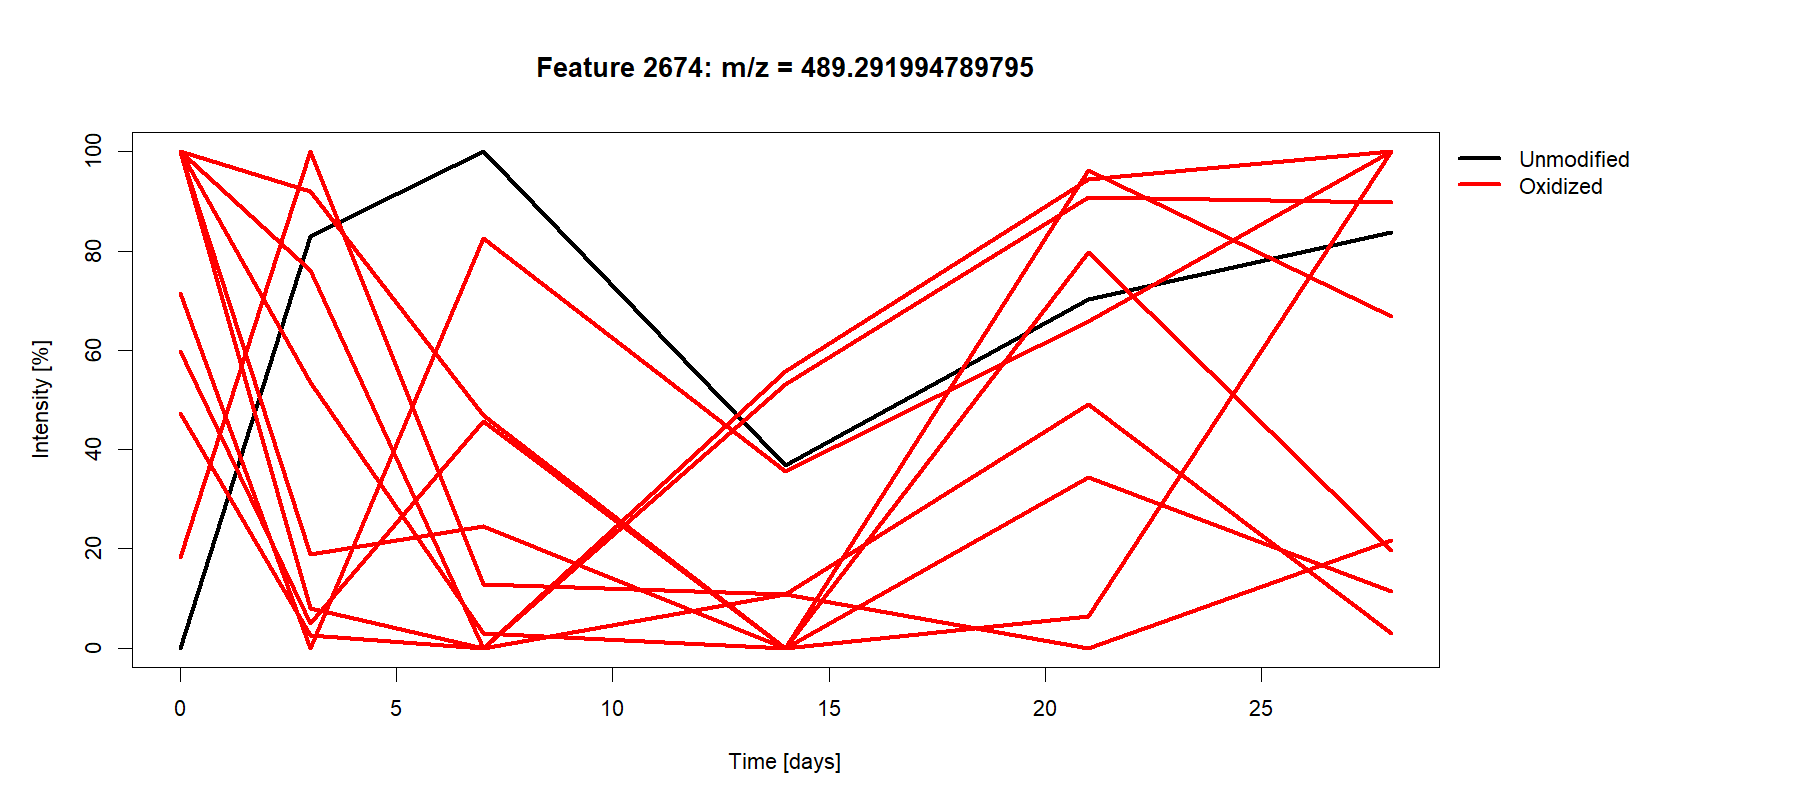 Feature 2674: m/z = 489.291994789795
Unmodified
Oxidized
Intensity [%]
100
80
60
40
20
0
0 5 10 15 20 25
Time [days]